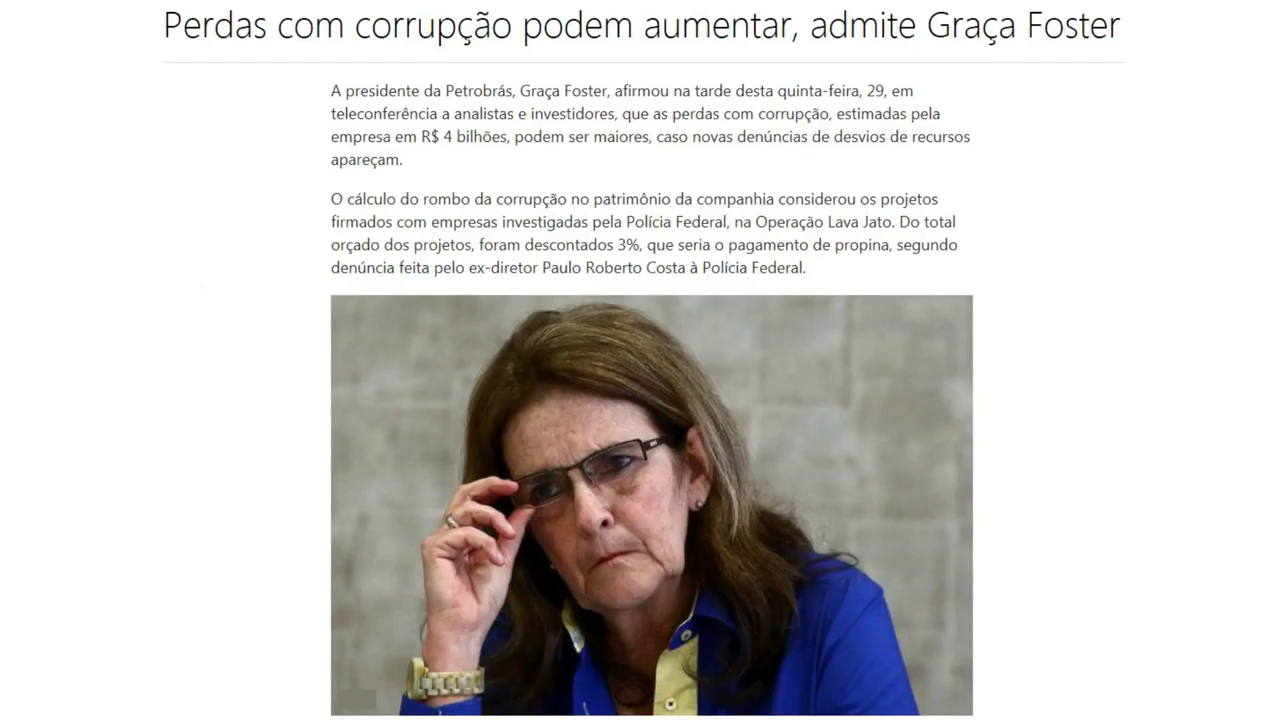 Perdas com corrupção podem aumentar, admite Graça Foster
A presidente da Petrobrás, Graça Foster, afirmou na tarde desta quinta-feira, 29, em
teleconferência a analistas e investidores, que as perdas com corrupção, estimadas pela
empresa em R$ 4 bilhões, podem ser maiores, caso novas denúncias de desvios de recursos
apareçam.
O cálculo do rombo da corrupção no patrimônio da companhia considerou os projetos
firmados com empresas investigadas pela Polícia Federal, na Operação Lava Jato. Do total
orçado dos projetos, foram descontados 3%, que seria o pagamento de propina, segundo
denúncia feita pelo ex-diretor Paulo Roberto Costa à Polícia Federal.